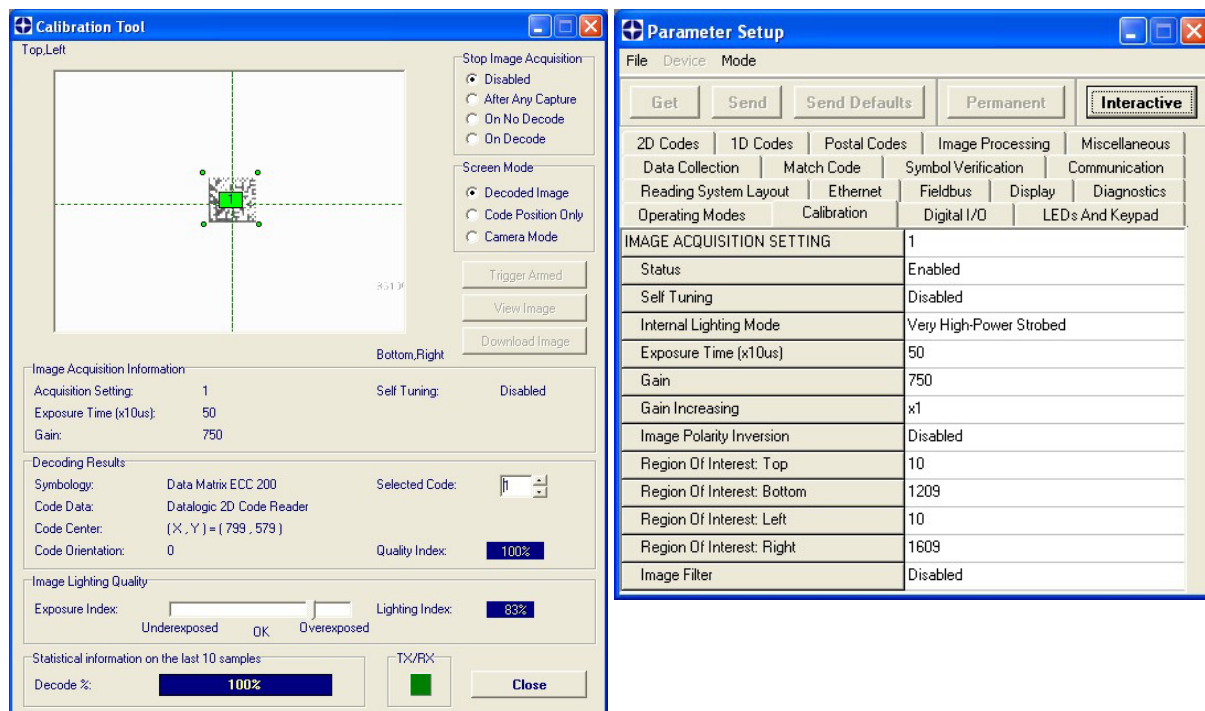 Calibration Tool
Top,Left
1
Bottom,Right
Stop Image Acquisition
Disabled
After Any Capture
On No Decode
On Decode
Screen Mode
Decoded Image
Code Position Only
Camera Mode
Trigger Armed
View Image
Download Image
Image Acquisition Information
Acquisition Setting: 1 Self Tuning: Disabled
Exposure Time (x10us): 50
Gain: 750
Decoding Results
Symbology: Data Matrix ECC 200 Selected Code: 1
Code Data: Datalogic 2D Code Reader
Code Center: ( X , Y ) = ( 799 , 579 )
Code Orientation: 0 Quality Index: 100%
Image Lighting Quality
Exposure Index: Lighting Index: 83%
Underexposed OK Overexposed
Statistical information on the last 10 samples
Decode %: 100%
TX/RX
Close
Parameter Setup
File Device Mode
Get Send Send Defaults Permanent Interactive
2D Codes 1D Codes Postal Codes Image Processing Miscellaneous
Data Collection Match Code Symbol Verification Communication
Reading System Layout Ethernet Fieldbus Display Diagnostics
Operating Modes Calibration Digital I/O LEDs And Keypad
IMAGE ACQUISITION SETTING 1
Status Enabled
Self Tuning Disabled
Internal Lighting Mode Very High-Power Strobed
Exposure Time (x10us) 50
Gain 750
Gain Increasing x1
Image Polarity Inversion Disabled
Region Of Interest: Top 10
Region Of Interest: Bottom 1209
Region Of Interest: Left 10
Region Of Interest: Right 1609
Image Filter Disabled